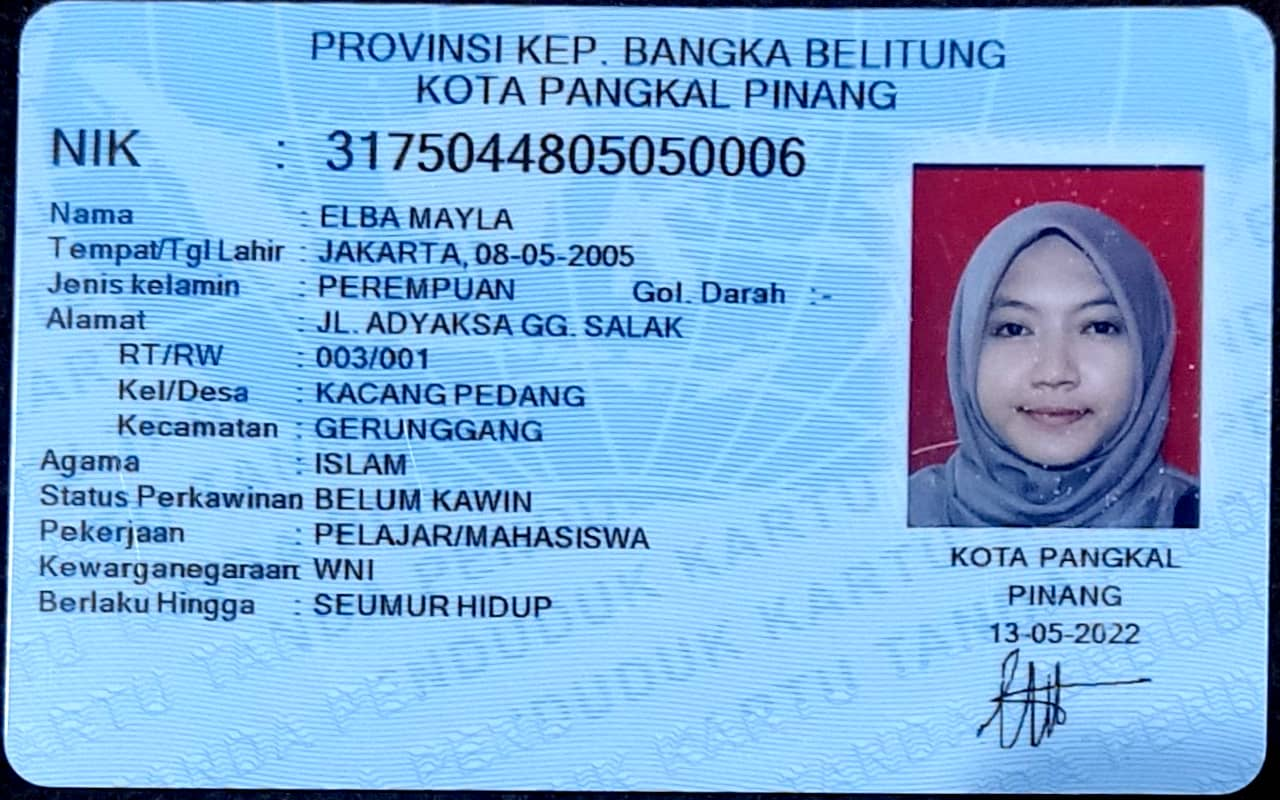 PROVINSI KEP. BANGKA BELITUNG
KOTA PANGKAL PINANG
NIK : 3175044805050006
Nama : ELBA MAYLA
Tempat/Tgl Lahir : JAKARTA, 08-05-2005
Jenis kelamin : PEREMPUAN Gol. Darah :-
Alamat : JL. ADYAKSA GG. SALAK
RT/RW : 003/001
Kel/Desa : KACANG PEDANG
Kecamatan : GERUNGGANG
Agama : ISLAM
Status Perkawinan BELUM KAWIN
Pekerjaan : PELAJAR/MAHASISWA
Kewarganegaraan: WNI
Berlaku Hingga : SEUMUR HIDUP
KOTA PANGKAL
PINANG
13-05-2022